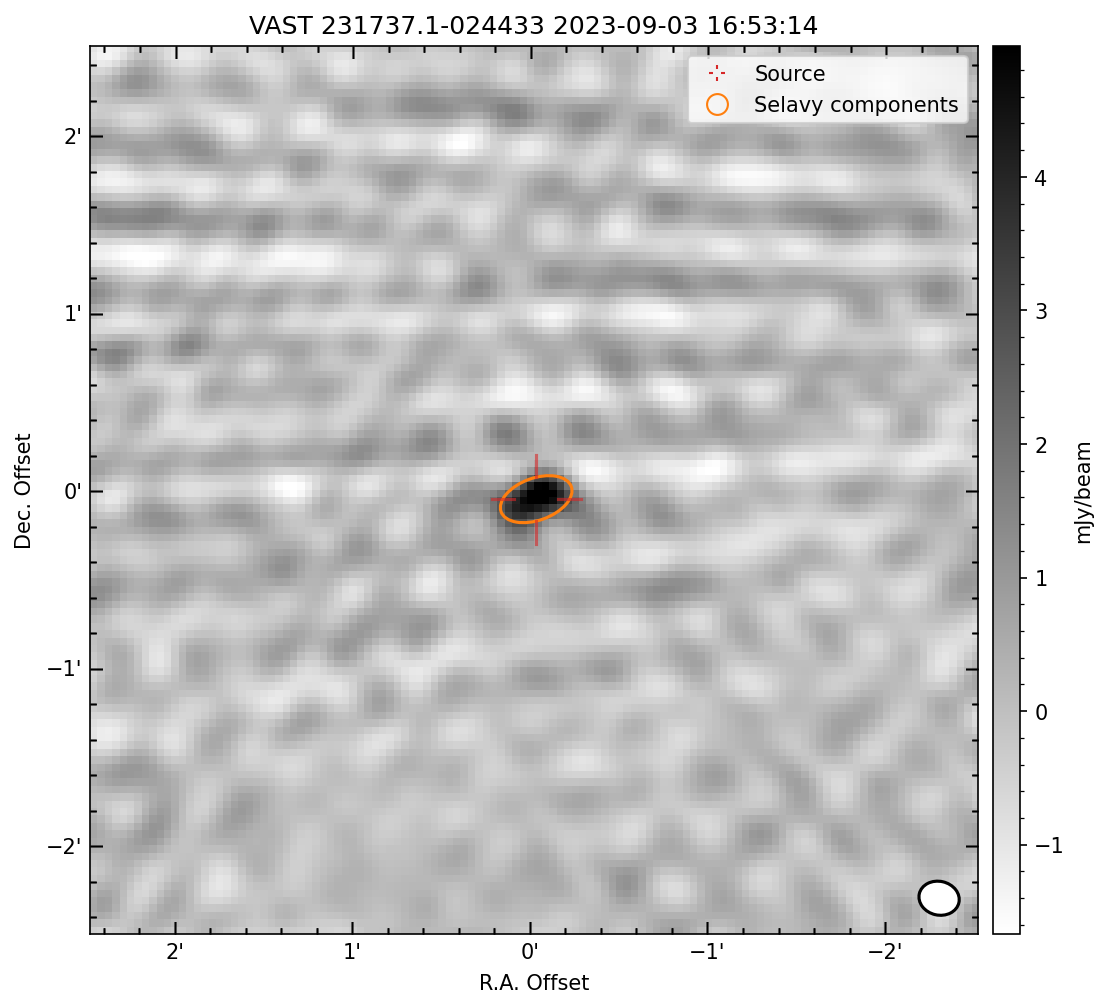 VAST 231737.1-024433 2023-09-03 16:53:14
Source
Selavy components
2'
1'
0'
−1'
−2'
Dec. Offset
2'
1'
0'
−1'
−2'
R.A. Offset
4
3
2
1
0
−1
mJy/beam